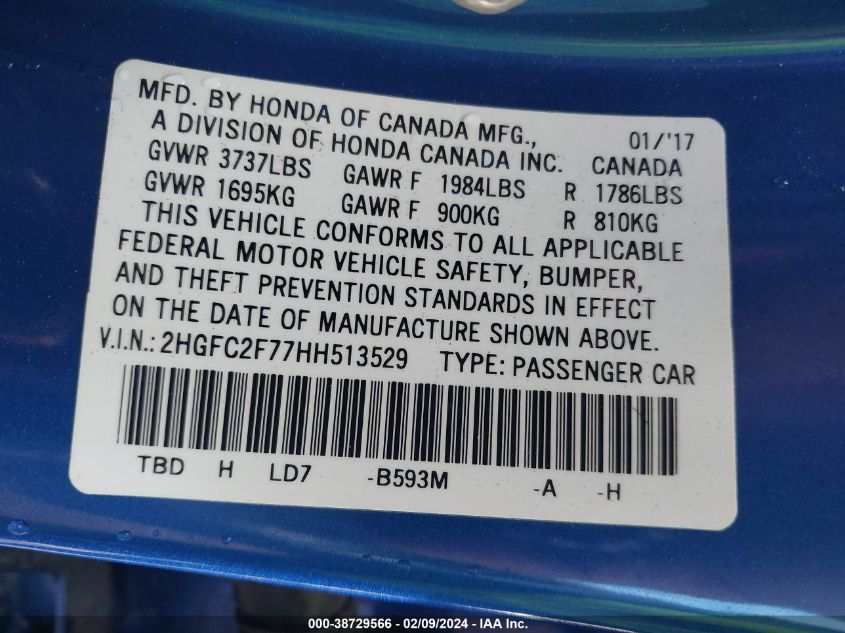 MFD. BY HONDA OF CANADA MFG., 01/'17
A DIVISION OF HONDA CANADA INC. CANADA
GVWR 3737LBS GAWR F 1984LBS R 1786LBS
GVWR 1695KG GAWR F 900KG R 810KG
THIS VEHICLE CONFORMS TO ALL APPLICABLE
FEDERAL MOTOR VEHICLE SAFETY, BUMPER,
AND THEFT PREVENTION STANDARDS IN EFFECT
ON THE DATE OF MANUFACTURE SHOWN ABOVE.
V.I.N.: 2HGFC2F77HH513529 TYPE: PASSENGER CAR
TBD H LD7 -B593M -A -H
000-38729566 / 02/09/2024 - IAA Inc.